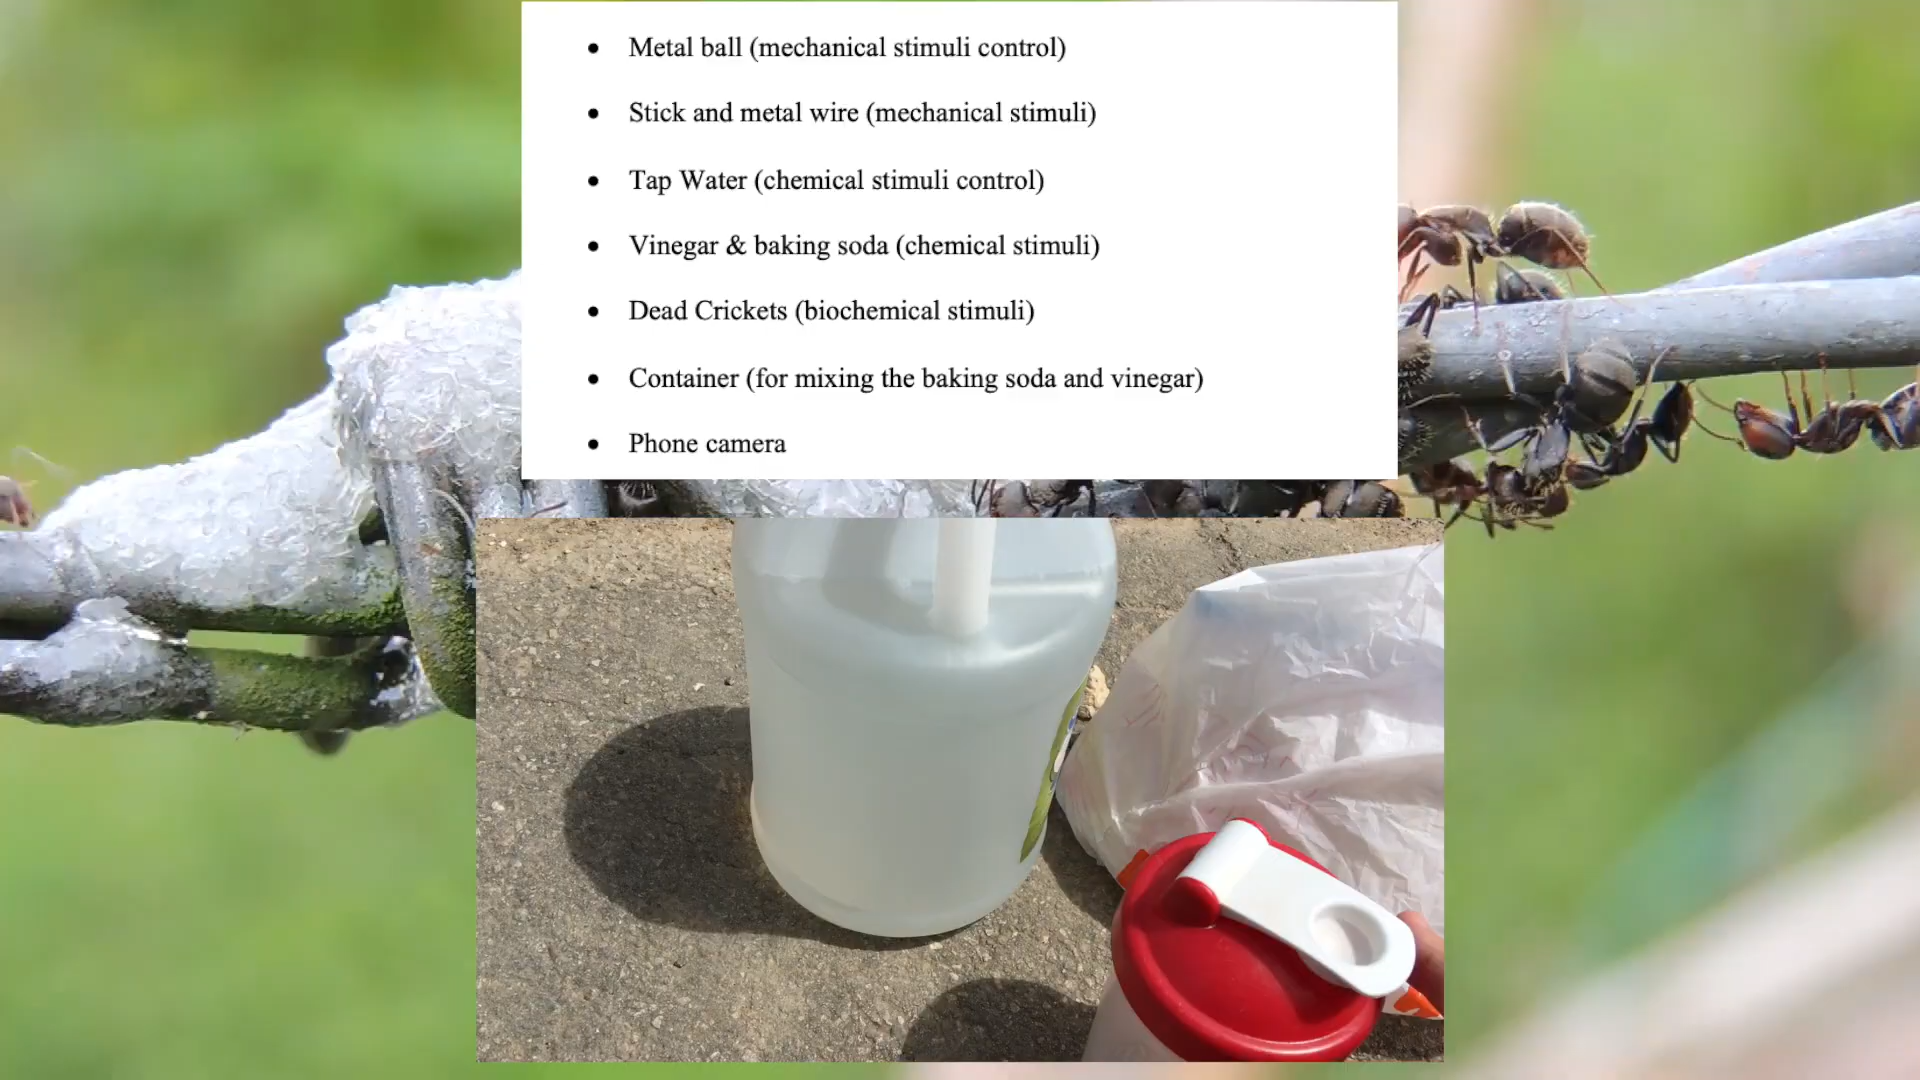 • Metal ball (mechanical stimuli control)
• Stick and metal wire (mechanical stimuli)
• Tap Water (chemical stimuli control)
• Vinegar & baking soda (chemical stimuli)
• Dead Crickets (biochemical stimuli)
• Container (for mixing the baking soda and vinegar)
• Phone camera